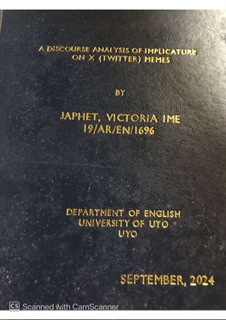 A DISCOURSE ANALYSIS OF IMPLICATURE
ON X (TWITTER) MEMES
BY
JAPHET, VICTORIA IME
19/AR/EN/1696
DEPARTMENT OF ENGLISH
UNIVERSITY OF UYO
UYO
SEPTEMBER, 2024
CS Scanned with CamScanner